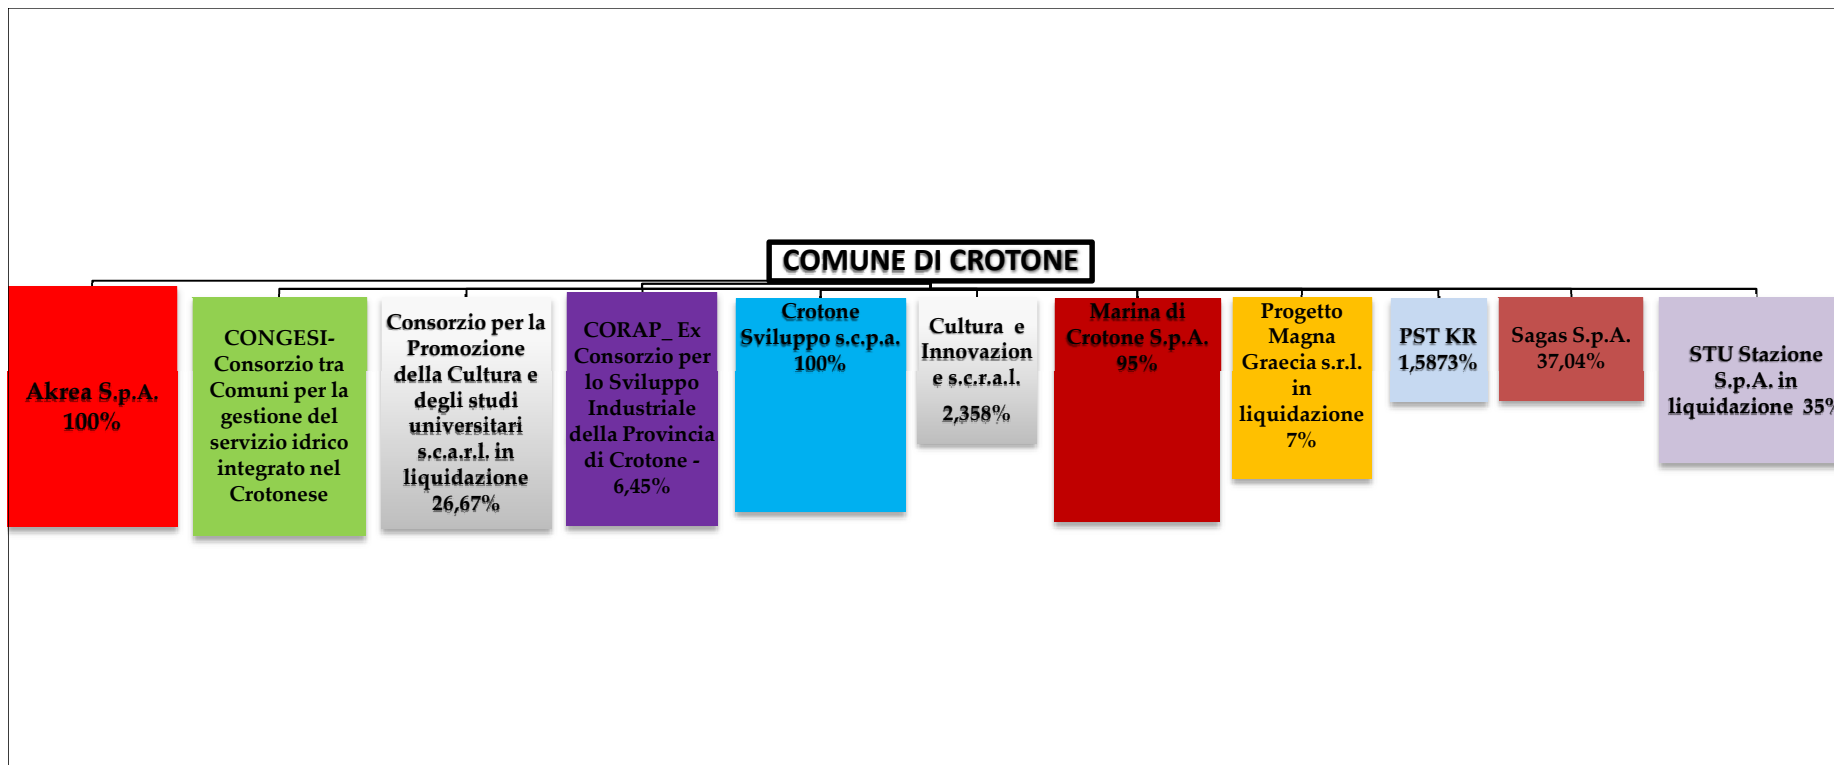 COMUNE DI CROTONE
Akrea S.p.A.
100%
CONGESI-
Consorzio tra
Comuni per la
gestione del
servizio idrico
integrato nel
Crotonese
Consorzio per la
Promozione
della Cultura e
degli studi
universitari
s.c.a.r.l. in
liquidazione
26,67%
CORAP_ Ex
Consorzio per
lo Sviluppo
Industriale
della Provincia
di Crotone -
6,45%
Crotone
Sviluppo s.c.p.a.
100%
Cultura e
Innovazion
e s.c.r.a.l.
2,358%
Marina di
Crotone S.p.A.
95%
Progetto
Magna
Graecia s.r.l.
in
liquidazione
7%
PST KR
1,5873%
Sagas S.p.A.
37,04%
STU Stazione
S.p.A. in
liquidazione 35%